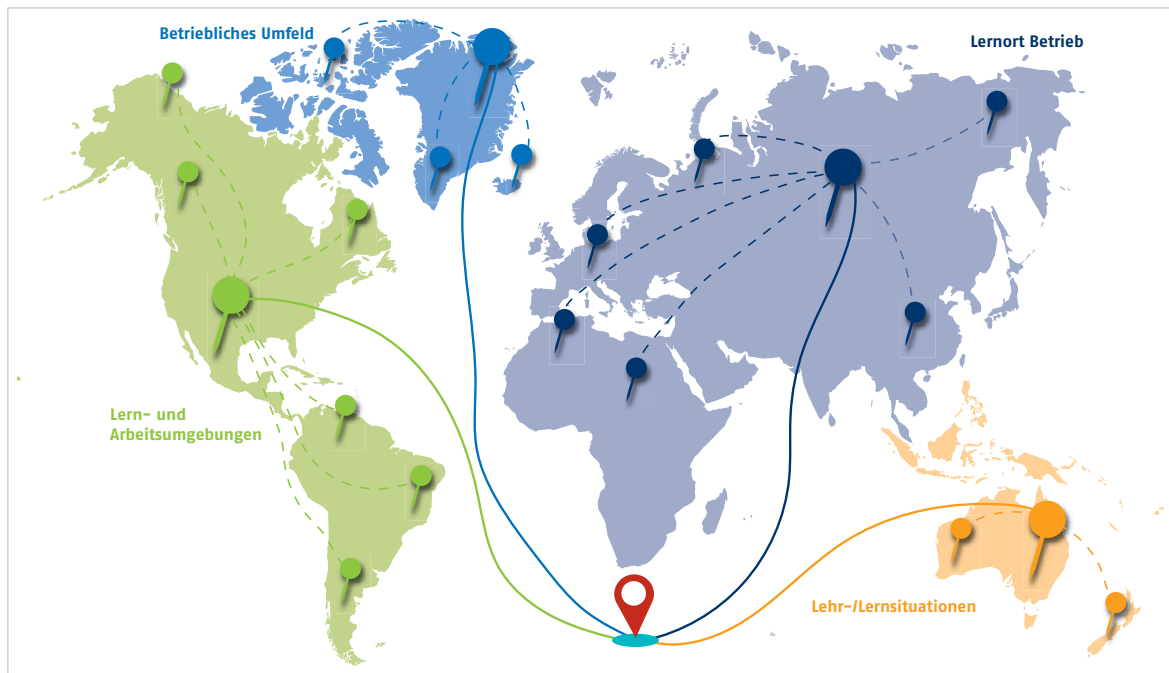 Betriebliches Umfeld
Lernort Betrieb
Lern- und
Arbeitsumgebungen
Lehr-/Lernsituationen